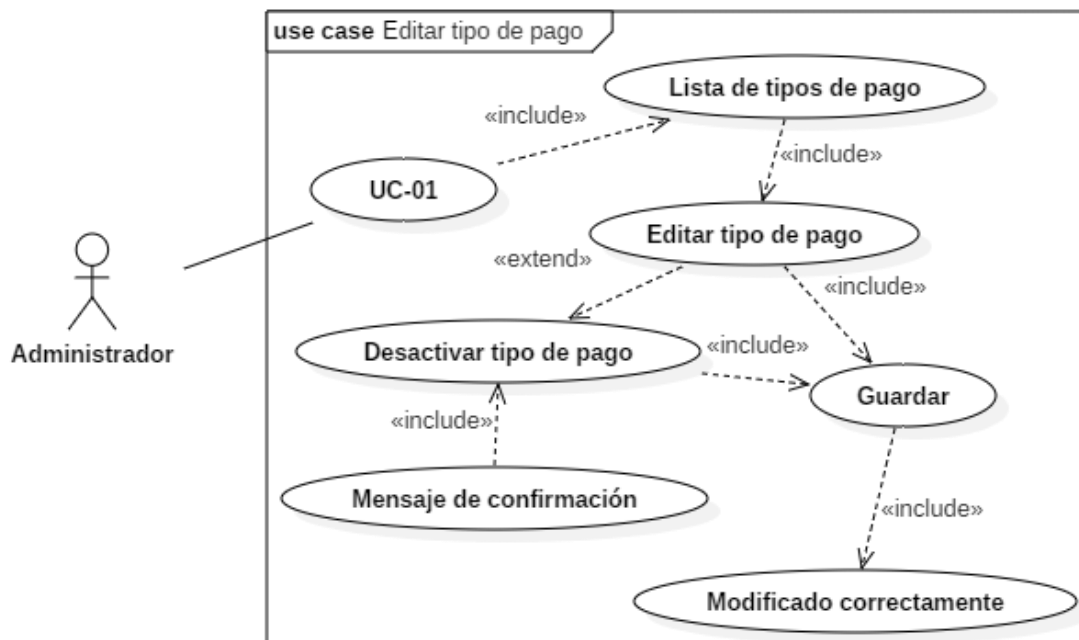 use case Editar tipo de pago
Lista de tipos de pago
«include»
«include»
UC-01
Editar tipo de pago
«extend»
«include»
Administrador
Desactivar tipo de pago
«include»
Guardar
«include»
Mensaje de confirmación
«include»
Modificado correctamente